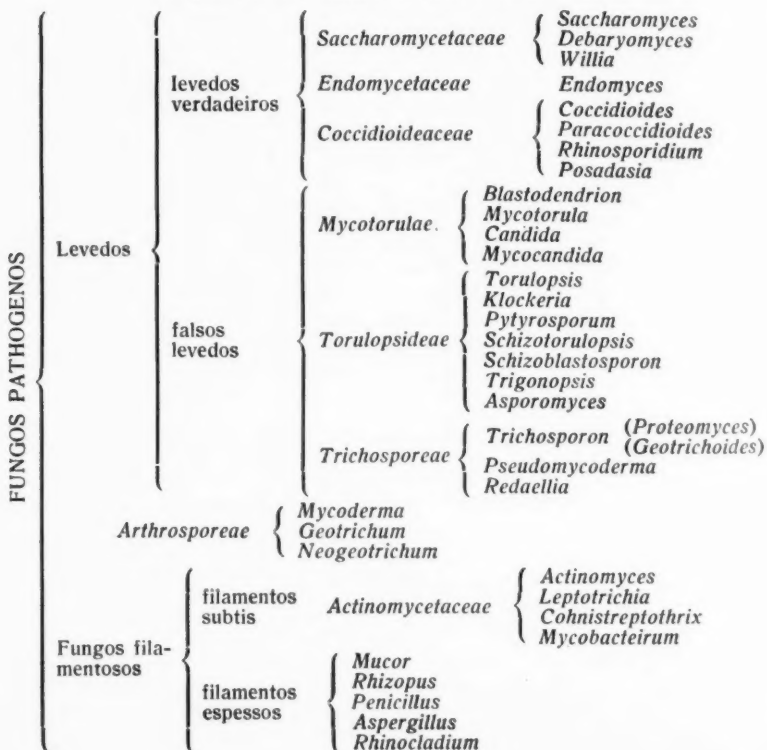 FUNGOS PATHOGENOS
Levedos
levedos
verdadeiros
Saccharomycetaceae
Saccharomyces
Debaryomyces
Willia
Endomycetaceae
Endomyces
Coccidioideaceae
Coccidioides
Paracoccidioides
Rhinosporidium
Posadasia
falsos
levedos
Mycotorulae.
Blastodendrion
Mycotorula
Candida
Mycocandida
Torulopsideae
Torulopsis
Klockeria
Pytyrosporum
Schizotorulopsis
Schizoblastosporon
Trigonopsis
Asporomyces
Trichosporeae
Trichosporon (Proteomyces)
(Geotrichoides)
Pseudomycoderma
Redaellia
Arthrosporeae
Mycoderma
Geotrichum
Neogeotrichum
Fungos fila-
mentosos
filamentos
subtis
Actinomycetaceae
Actinomyces
Leptotrichia
Cohnistreptothrix
Mycobacteirum
filamentos
espessos
Mucor
Rhizopus
Penicillus
Aspergillus
Rhinocladium